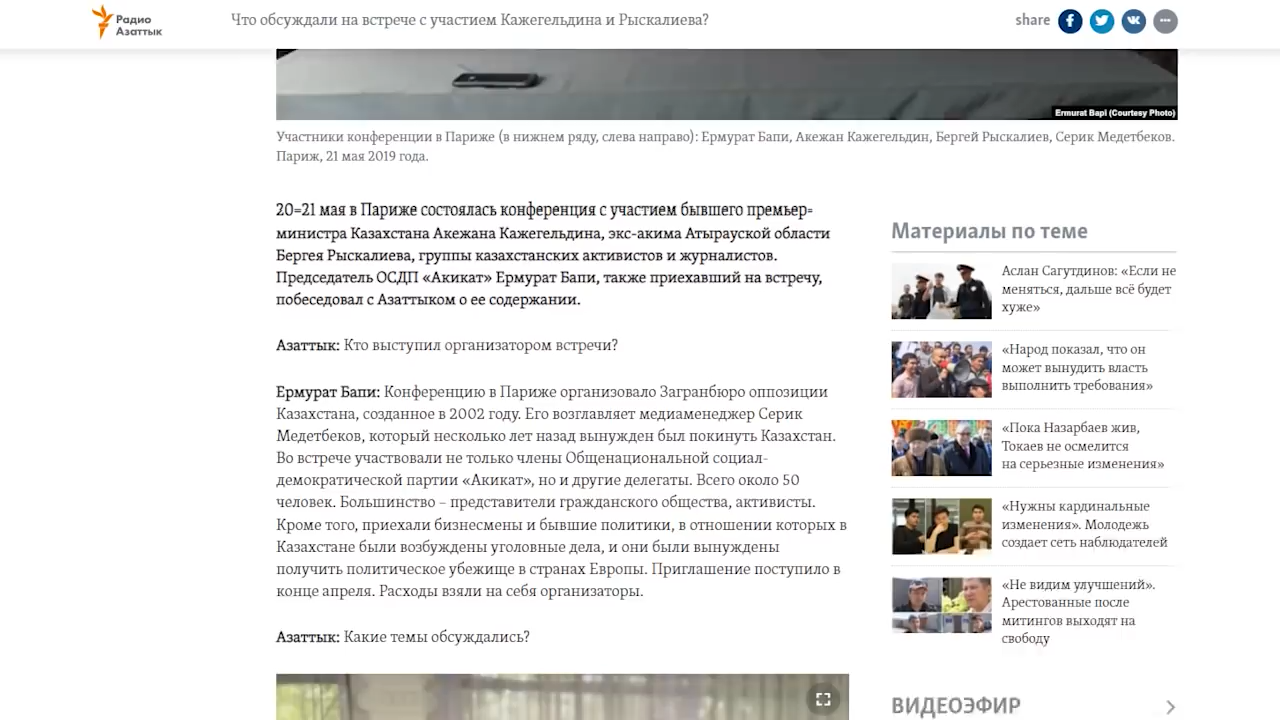 Радио
Азаттык
Что обсуждали на встрече с участием Кажегельдина и Рыскалиева?
share
Ermurat Bapi (Courtesy Photo)
Участники конференции в Париже (в нижнем ряду, слева направо): Ермурат Бапи, Акежан Кажегельдин, Бергей Рыскалиев, Серик Медетбеков.
Париж, 21 мая 2019 года.
20=21 мая в Париже состоялась конференция с участием бывшего премьер=
министра Казахстана Акежана Кажегельдина, экс-акима Атырауской области
Бергея Рыскалиева, группы казахстанских активистов и журналистов.
Председатель ОСДП «Акикат» Ермурат Бапи, также приехавший на встречу,
побеседовал с Азаттыком о ее содержании.
Азаттык: Кто выступил организатором встречи?
Ермурат Бапи: Конференцию в Париже организовало Загранбюро оппозиции
Казахстана, созданное в 2002 году. Его возглавляет медиаменеджер Серик
Медетбеков, который несколько лет назад вынужден был покинуть Казахстан.
Во встрече участвовали не только члены Общенациональной социал-
демократической партии «Акикат», но и другие делегаты. Всего около 50
человек. Большинство – представители гражданского общества, активисты.
Кроме того, приехали бизнесмены и бывшие политики, в отношении которых в
Казахстане были возбуждены уголовные дела, и они были вынуждены
получить политическое убежище в странах Европы. Приглашение поступило в
конце апреля. Расходы взяли на себя организаторы.
Азаттык: Какие темы обсуждались?
Материалы по теме
Аслан Сагутдинов: «Если не
меняться, дальше всё будет
хуже»
«Народ показал, что он
может вынудить власть
выполнить требования»
«Пока Назарбаев жив,
Токаев не осмелится
на серьезные изменения»
«Нужны кардинальные
изменения». Молодежь
создает сеть наблюдателей
«Не видим улучшений».
Арестованные после
митингов выходят на
свободу
ВИДЕОЭФИР